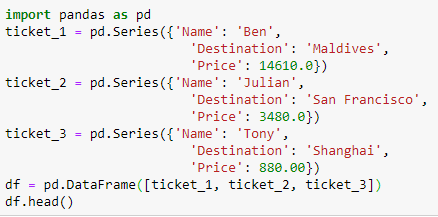 import pandas as pd
ticket_1 = pd.Series({'Name': 'Ben',
                        'Destination': 'Maldives',
                        'Price': 14610.0})
ticket_2 = pd.Series({'Name': 'Julian',
                        'Destination': 'San Francisco',
                        'Price': 3480.0})
ticket_3 = pd.Series({'Name': 'Tony',
                        'Destination': 'Shanghai',
                        'Price': 880.00})
df = pd.DataFrame([ticket_1, ticket_2, ticket_3])
df.head()